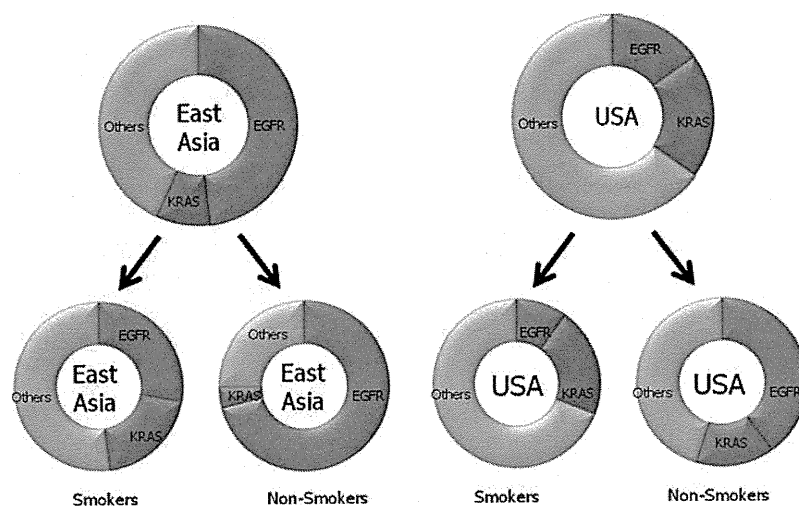 EGFR
Others
East
Asia
EGFR
KRAS
USA
Others
KRAS
EGFR
Others
East
Asia
KRAS
Others
East
Asia
KRAS
EGFR
EGFR
Others
USA
KRAS
Others
USA
EGFR
KRAS
Smokers
Non-Smokers
Smokers
Non-Smokers